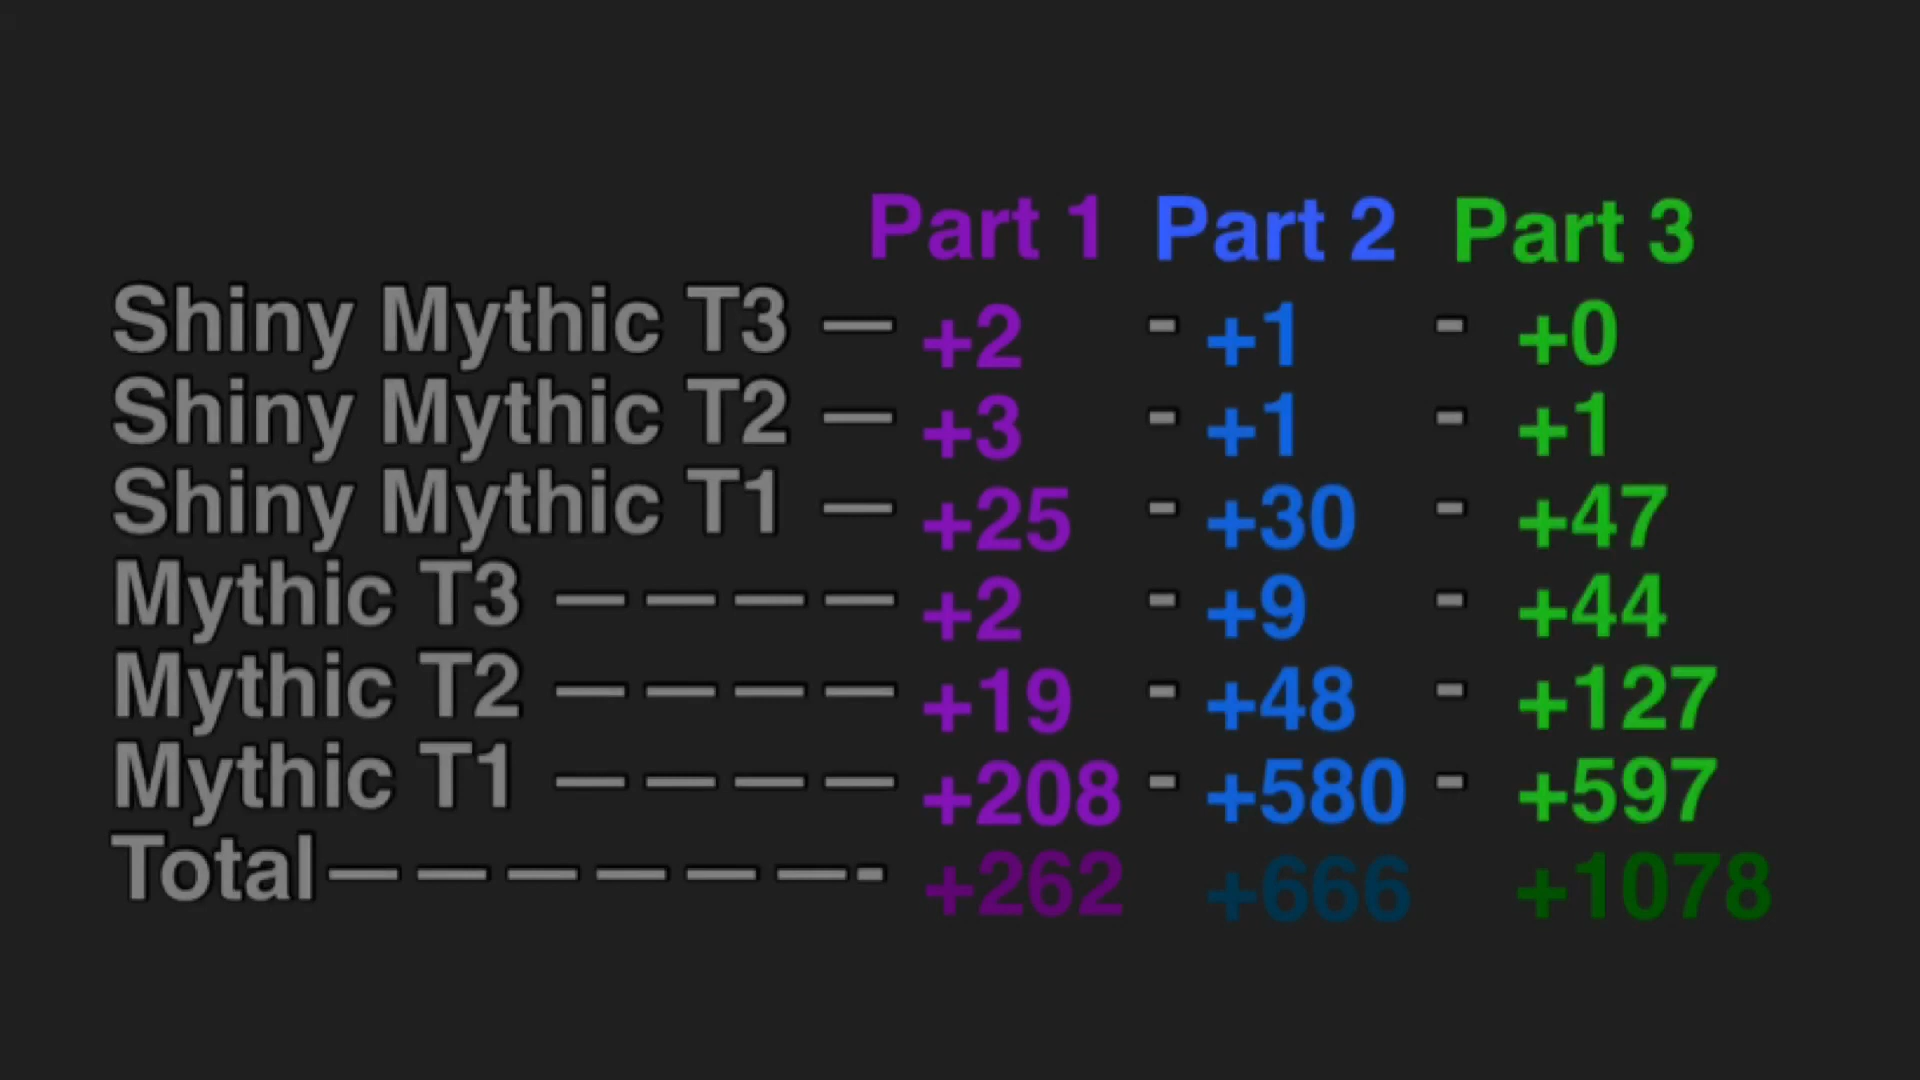 Part 1 Part 2 Part 3
Shiny Mythic T3 — +2 - +1 - +0
Shiny Mythic T2 — +3 - +1 - +1
Shiny Mythic T1 — +25 - +30 - +47
Mythic T3 — — — — +2 - +9 - +44
Mythic T2 — — — — +19 - +48 - +127
Mythic T1 — — — — +208 - +580 - +597
Total— — — — — —- +262 +666 +1078